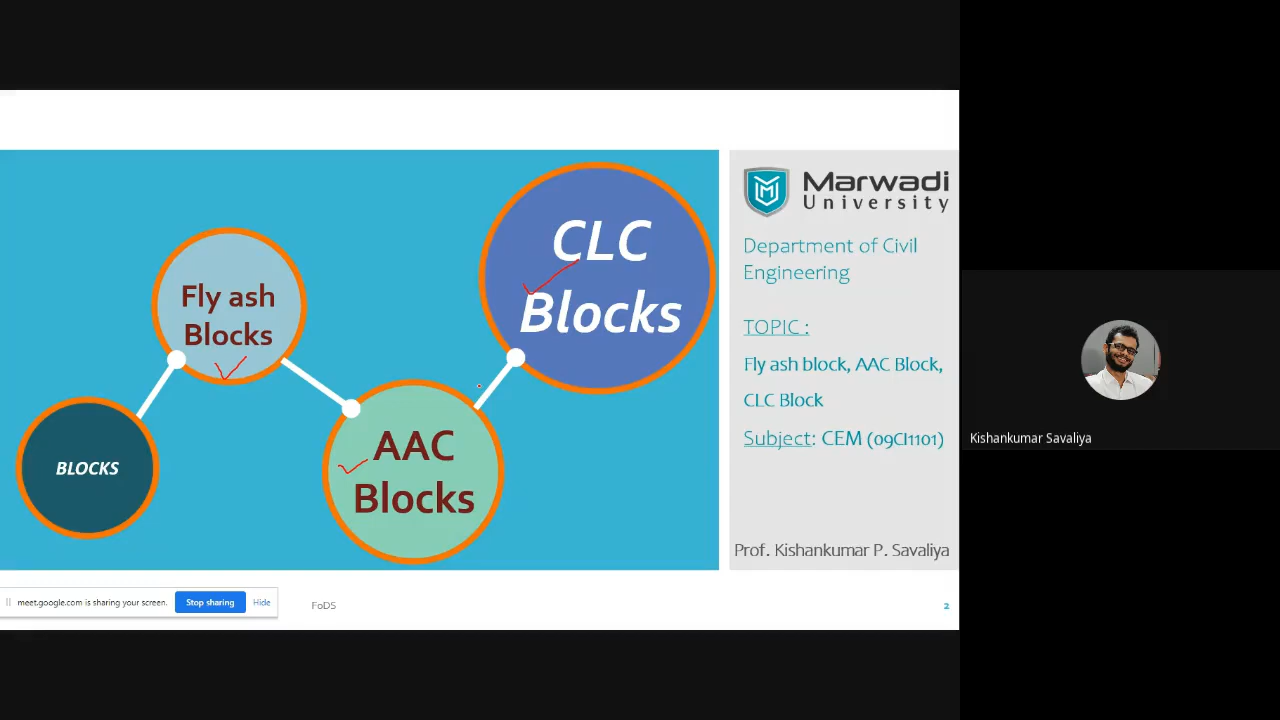 CLC
Blocks
Fly ash
Blocks
AAC
Blocks
BLOCKS
Marwadi
University
Department of Civil
Engineering
TOPIC :
Fly ash block, AAC Block,
CLC Block
Subject: CEM (09CI1101)
Prof. Kishankumar P. Savaliya
meet.google.com is sharing your screen.
Stop sharing
Hide
FoDS
2
Kishankumar Savaliya